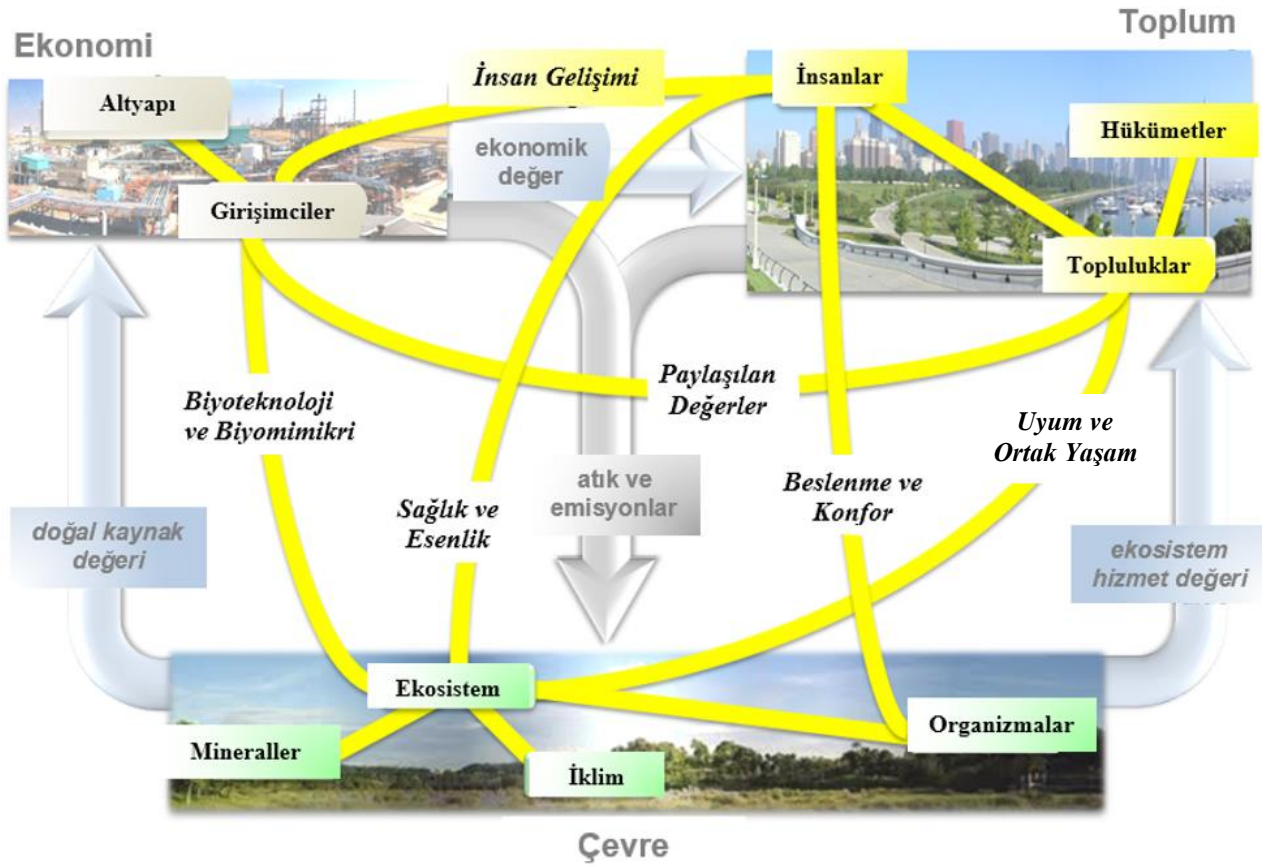 Ekonomi
Toplum
Altyapı
İnsan Gelişimi
İnsanlar
Hükümetler
ekonomik
değer
Girişimciler
Topluluklar
Paylaşılan
Değerler
Biyoteknoloji
ve Biyomimikri
Uyum ve
Ortak Yaşam
atık ve
emisyonlar
Beslenme ve
Konfor
Sağlık ve
Esenlik
doğal kaynak
değeri
ekosistem
hizmet değeri
Ekosistem
Organizmalar
Mineraller
İklim
Çevre